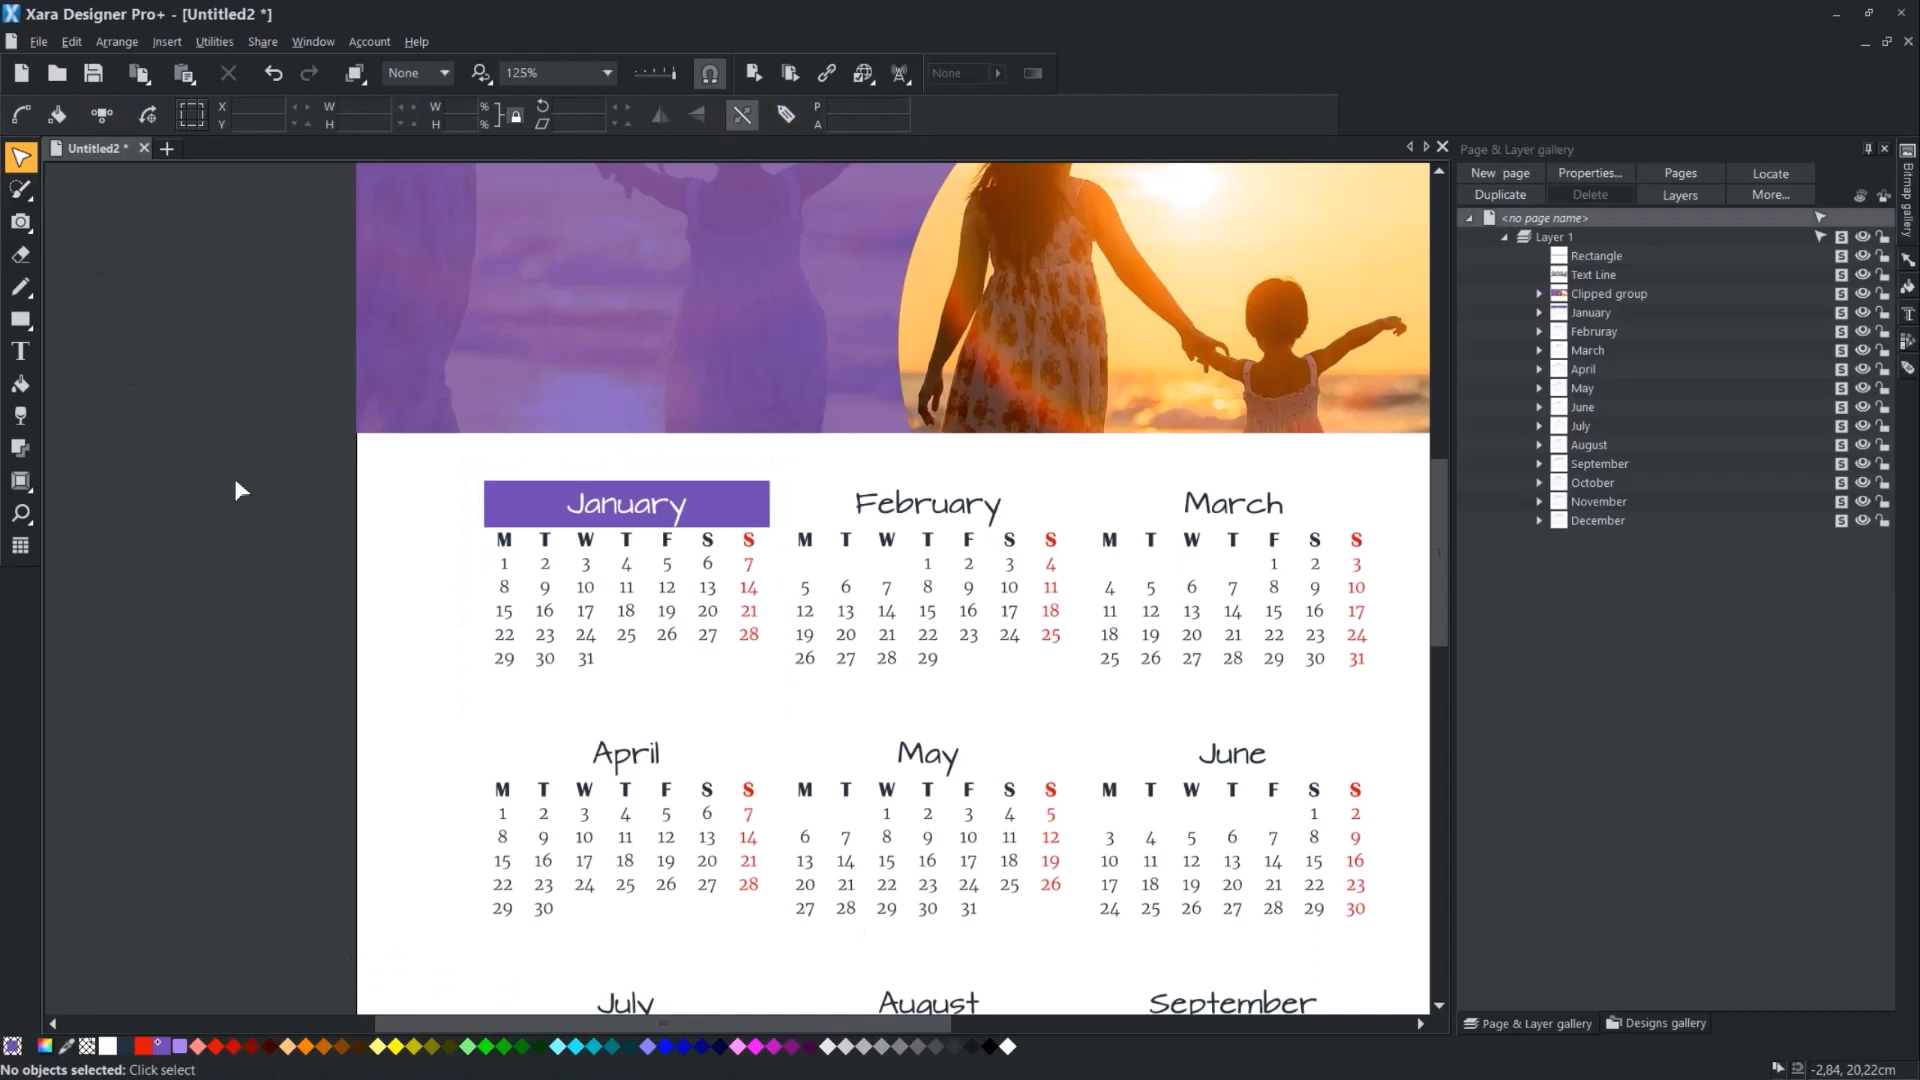 Xara Designer Pro+ - [Untitled2 *]
File Edit Arrange Insert Utilities Share Window Account Help
None 125% None
X W W % P
Y H H % A
Untitled2 *
Page & Layer gallery
New page Properties... Pages Locate
Duplicate Delete Layers More...
<no page name>
Layer 1
Rectangle
Text Line
Clipped group
January
Februray
March
April
May
June
July
August
September
October
November
December
Bitmap gallery
January February March
M T W T F S S M T W T F S S M T W T F S S
1 2 3 4 5 6 7 1 2 3 4 1 2 3
8 9 10 11 12 13 14 5 6 7 8 9 10 11 4 5 6 7 8 9 10
15 16 17 18 19 20 21 12 13 14 15 16 17 18 11 12 13 14 15 16 17
22 23 24 25 26 27 28 19 20 21 22 23 24 25 18 19 20 21 22 23 24
29 30 31 26 27 28 29 25 26 27 28 29 30 31
April May June
M T W T F S S M T W T F S S M T W T F S S
1 2 3 4 5 6 7 1 2 3 4 5 1 2
8 9 10 11 12 13 14 6 7 8 9 10 11 12 3 4 5 6 7 8 9
15 16 17 18 19 20 21 13 14 15 16 17 18 19 10 11 12 13 14 15 16
22 23 24 25 26 27 28 20 21 22 23 24 25 26 17 18 19 20 21 22 23
29 30 27 28 29 30 31 24 25 26 27 28 29 30
July August September
Page & Layer gallery Designs gallery
No objects selected: Click select
-2,84, 20,22cm